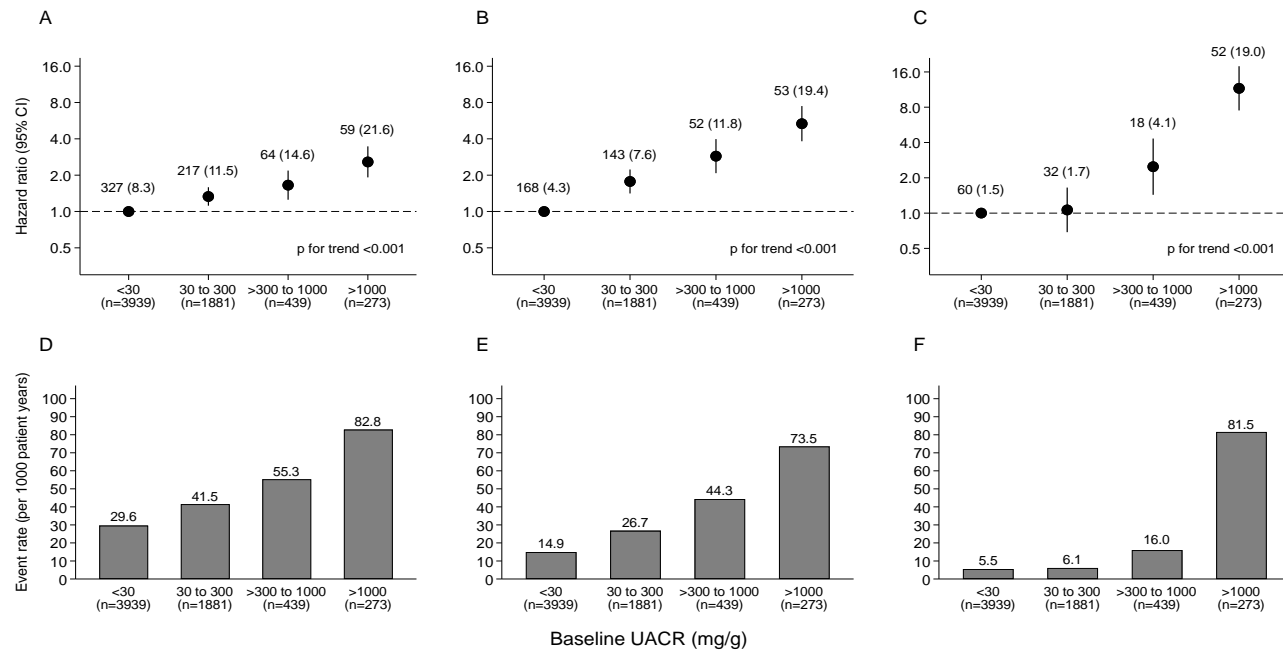 A
Hazard ratio (95% CI)
16.0
8.0
4.0
2.0
1.0
0.5
327 (8.3)
217 (11.5)
64 (14.6)
59 (21.6)
p for trend <0.001
<30
(n=3939)
30 to 300
(n=1881)
>300 to 1000
(n=439)
>1000
(n=273)
B
16.0
8.0
4.0
2.0
1.0
0.5
168 (4.3)
143 (7.6)
52 (11.8)
53 (19.4)
p for trend <0.001
<30
(n=3939)
30 to 300
(n=1881)
>300 to 1000
(n=439)
>1000
(n=273)
C
16.0
8.0
4.0
2.0
1.0
0.5
60 (1.5)
32 (1.7)
18 (4.1)
52 (19.0)
p for trend <0.001
<30
(n=3939)
30 to 300
(n=1881)
>300 to 1000
(n=439)
>1000
(n=273)
D
Event rate (per 1000 patient years)
100
90
80
70
60
50
40
30
20
10
0
29.6
41.5
55.3
82.8
<30
(n=3939)
30 to 300
(n=1881)
>300 to 1000
(n=439)
>1000
(n=273)
E
100
90
80
70
60
50
40
30
20
10
0
14.9
26.7
44.3
73.5
<30
(n=3939)
30 to 300
(n=1881)
>300 to 1000
(n=439)
>1000
(n=273)
F
100
90
80
70
60
50
40
30
20
10
0
5.5
6.1
16.0
81.5
<30
(n=3939)
30 to 300
(n=1881)
>300 to 1000
(n=439)
>1000
(n=273)
Baseline UACR (mg/g)